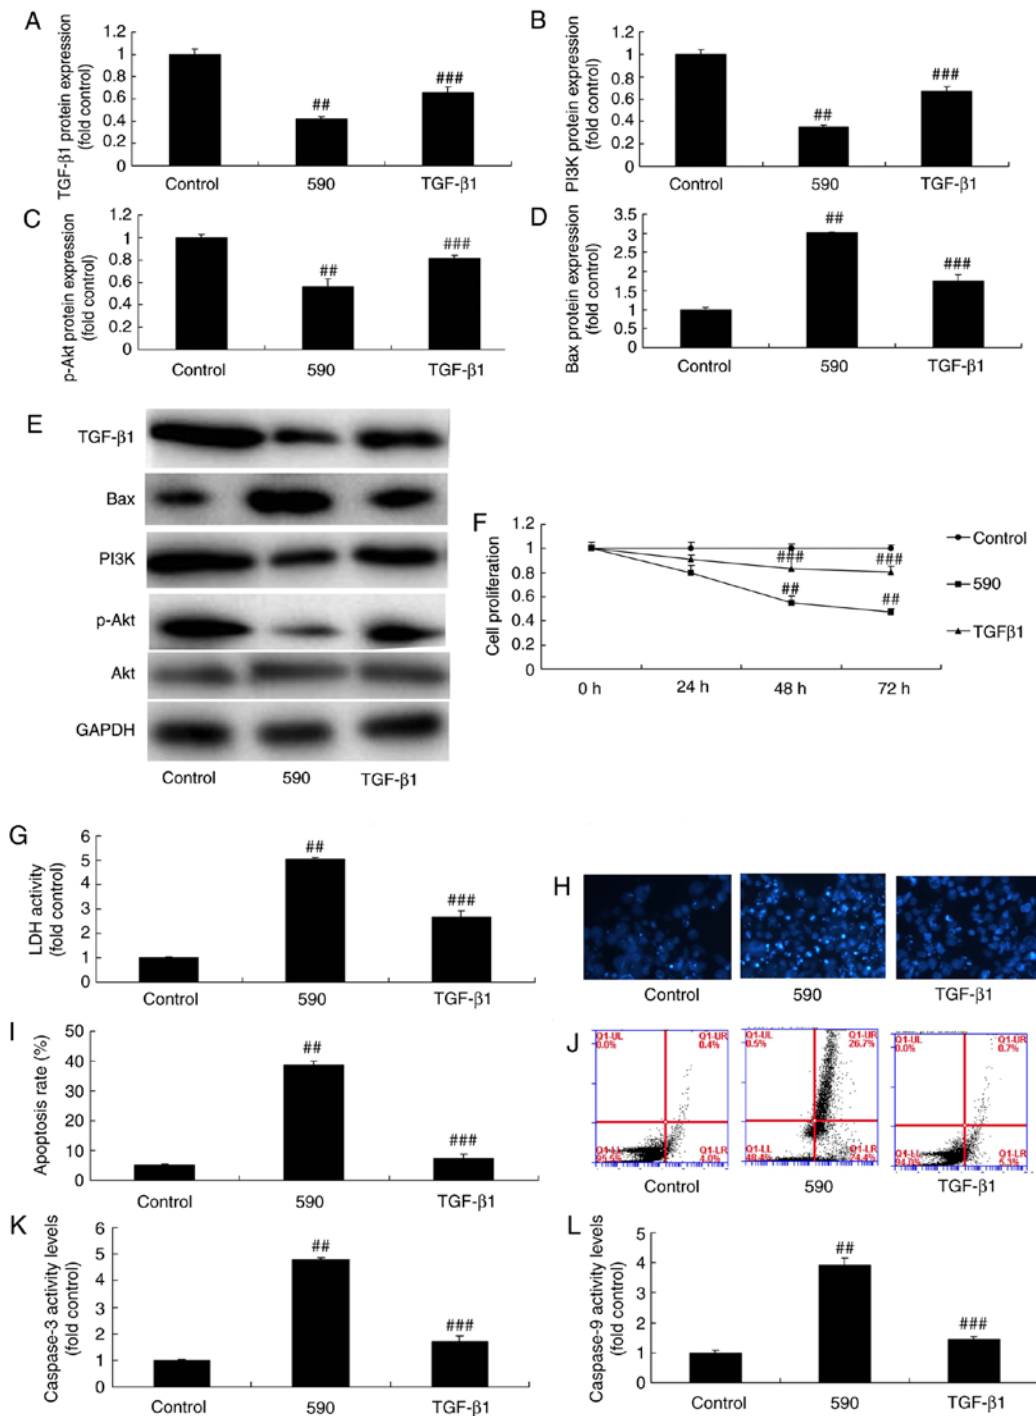 A
TGF-β1 protein expression
(fold control)
1.2
1
0.8
0.6
0.4
0.2
0
##
###
Control
590
TGF-β1
B
PI3K protein expression
(fold control)
1.2
1
0.8
0.6
0.4
0.2
0
##
###
Control
590
TGF-β1
C
p-Akt protein expression
(fold control)
1.2
1
0.8
0.6
0.4
0.2
0
##
###
Control
590
TGF-β1
D
Bax protein expression
(fold control)
3.5
3
2.5
2
1.5
1
0.5
0
##
###
Control
590
TGF-β1
E
TGF-β1
Bax
PI3K
p-Akt
Akt
GAPDH
Control
590
TGF-β1
F
Cell proliferation
1.2
1
0.8
0.6
0.4
0.2
0
###
###
##
##
0 h
24 h
48 h
72 h
Control
590
TGFβ1
G
LDH activity
(fold control)
6
5
4
3
2
1
0
##
###
Control
590
TGF-β1
H
Control
590
TGF-β1
I
Apoptosis rate (%)
50
40
30
20
10
0
##
###
Control
590
TGF-β1
J
Q1-UL
0.0%
Q1-UR
0.4%
Q1-LL
95.5%
Q1-LR
4.0%
Control
Q1-UL
0.5%
Q1-UR
26.7%
Q1-LL
Q1-LR
590
Q1-UL
0.0%
Q1-UR
0.7%
Q1-LL
94.0%
Q1-LR
5.3%
TGF-β1
K
Caspase-3 activity levels
(fold control)
6
5
4
3
2
1
0
##
###
Control
590
TGF-β1
L
Caspase-9 activity levels
(fold control)
5
4
3
2
1
0
##
###
Control
590
TGF-β1